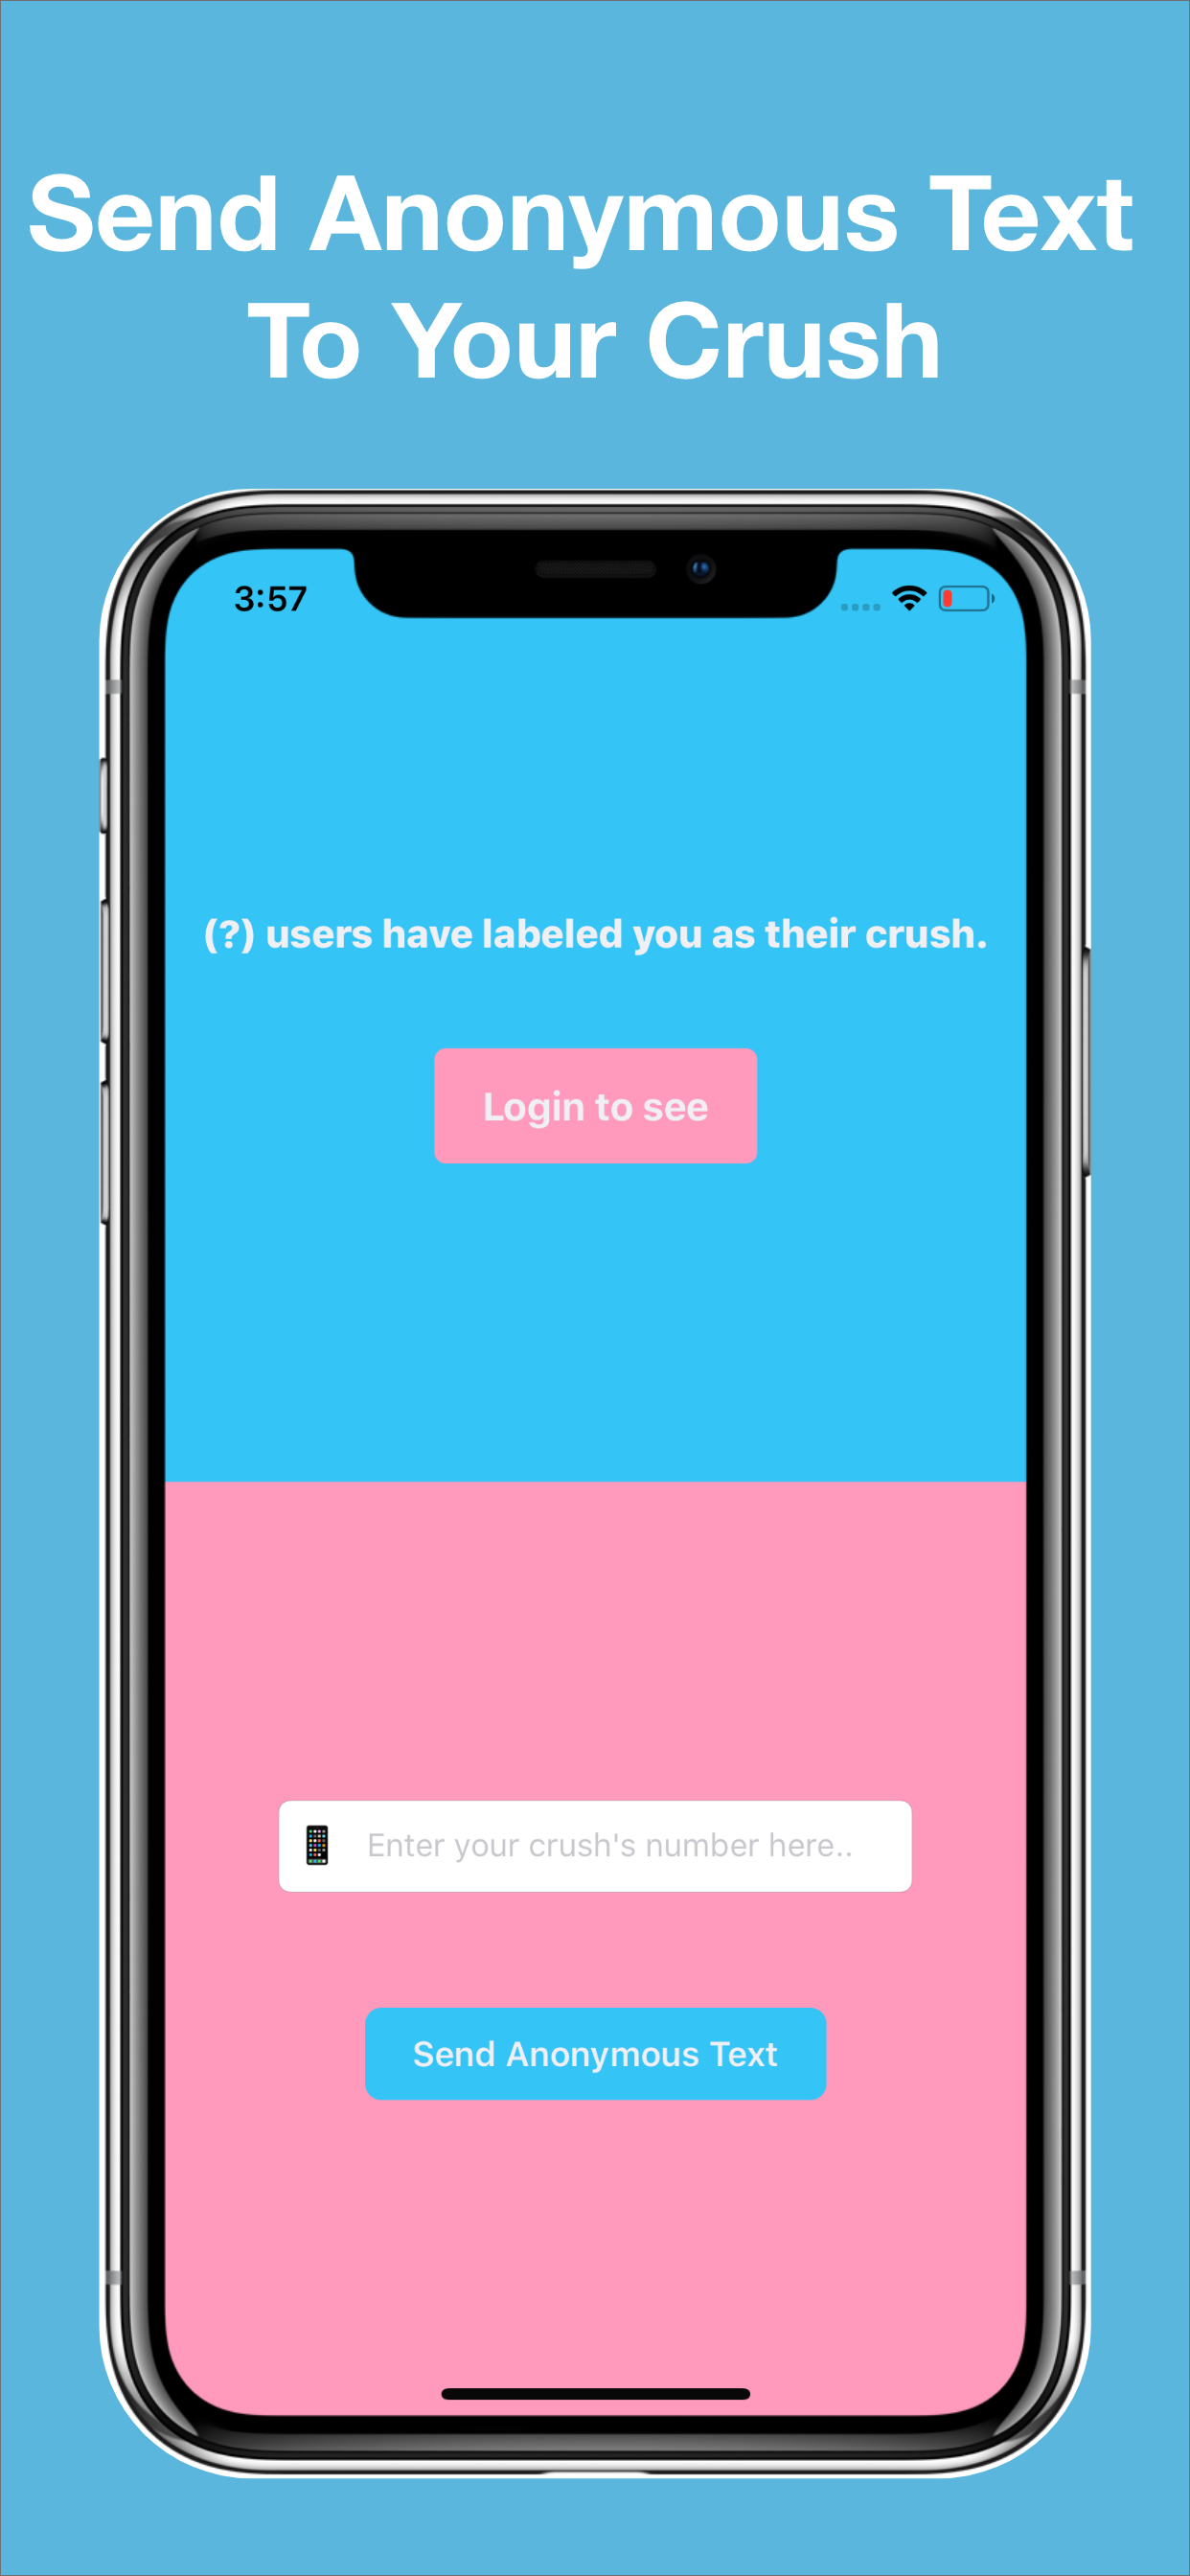 Send Anonymous Text
To Your Crush
3:57
(?) users have labeled you as their crush.
Login to see
Enter your crush's number here..
Send Anonymous Text